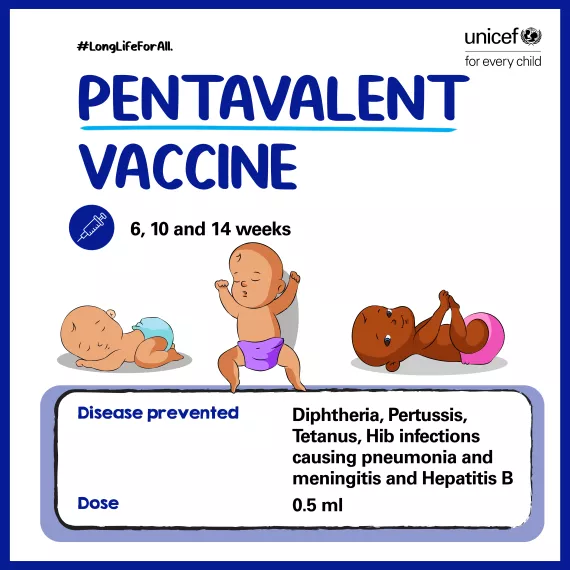 #LongLifeForAll.
unicef
for every child
PENTAVALENT
VACCINE
6, 10 and 14 weeks
Disease prevented
Diphtheria, Pertussis,
Tetanus, Hib infections
causing pneumonia and
meningitis and Hepatitis B
Dose
0.5 ml